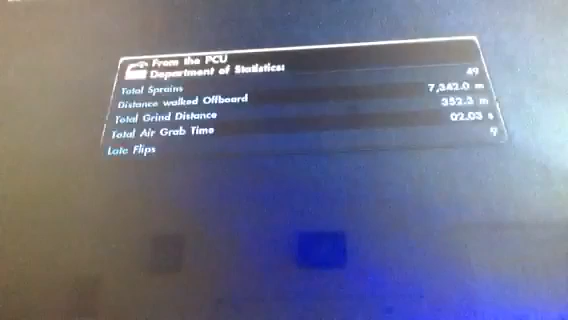 From the PCU
Department of Statistics:
Total Sprains 49
Distance walked Offboard 7,342.0 m
Total Grind Distance 352.3 m
Total Air Grab Time 02.03 s
Late Flips 9